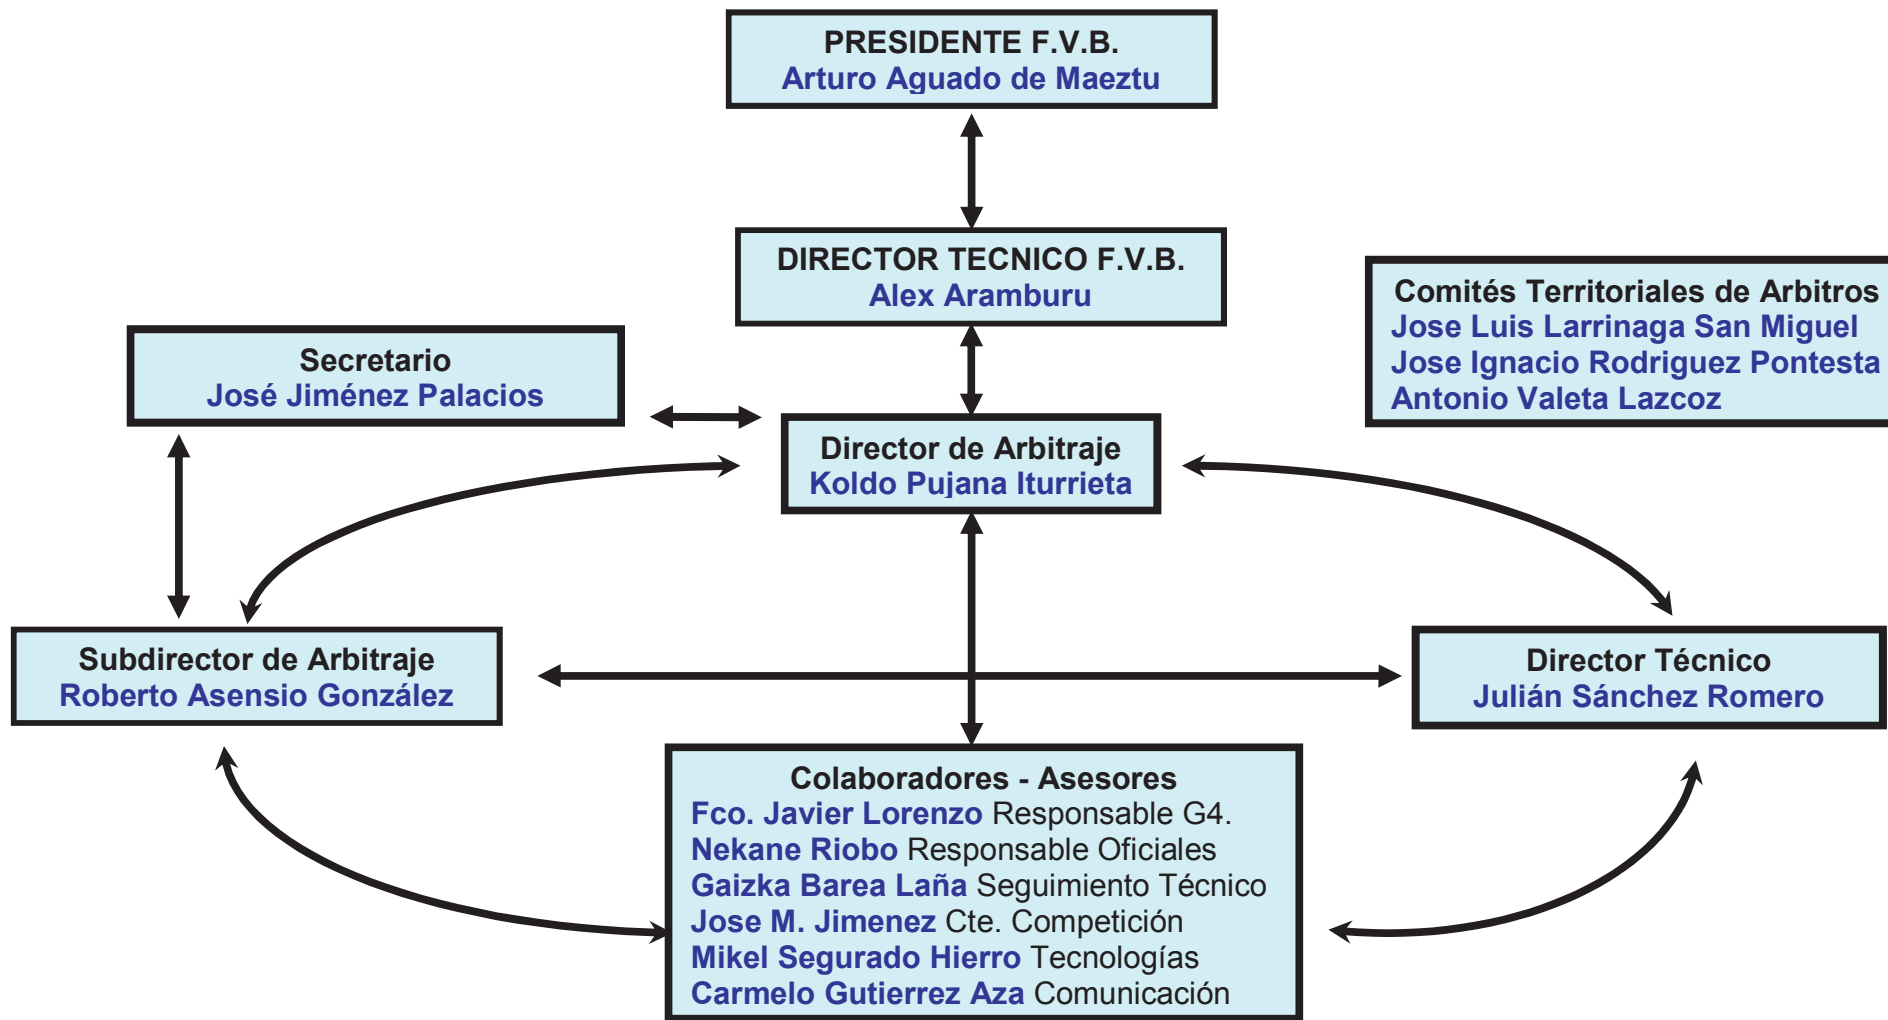 PRESIDENTE F.V.B.
Arturo Aguado de Maeztu
DIRECTOR TECNICO F.V.B.
Alex Aramburu
Comités Territoriales de Arbitros
Jose Luis Larrinaga San Miguel
Jose Ignacio Rodriguez Pontesta
Antonio Valeta Lazcoz
Secretario
José Jiménez Palacios
Director de Arbitraje
Koldo Pujana Iturrieta
Subdirector de Arbitraje
Roberto Asensio González
Director Técnico
Julián Sánchez Romero
Colaboradores - Asesores
Fco. Javier Lorenzo Responsable G4.
Nekane Riobo Responsable Oficiales
Gaizka Barea Laña Seguimiento Técnico
Jose M. Jimenez Cte. Competición
Mikel Segurado Hierro Tecnologías
Carmelo Gutierrez Aza Comunicación